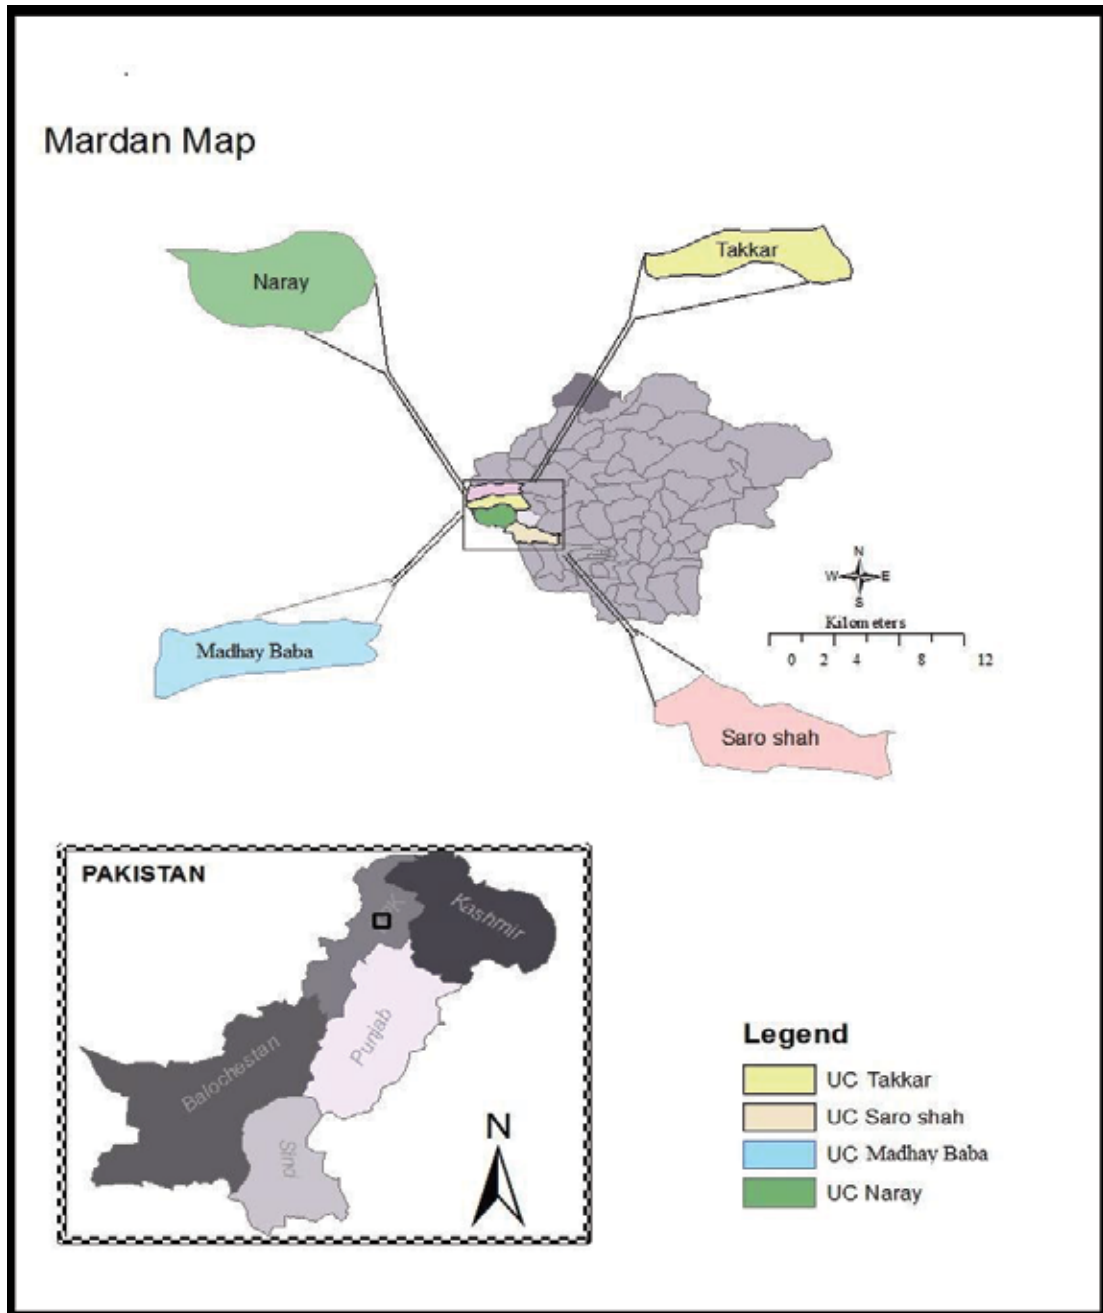 Mardan Map
Takkar
Naray
N
W E
S
Kilometers
0 2 4 8 12
Madhay Baba
Saro shah
PAKISTAN
Kashmir
Punjab
Balochestan
Sind
N
Legend
UC Takkar
UC Saro shah
UC Madhay Baba
UC Naray